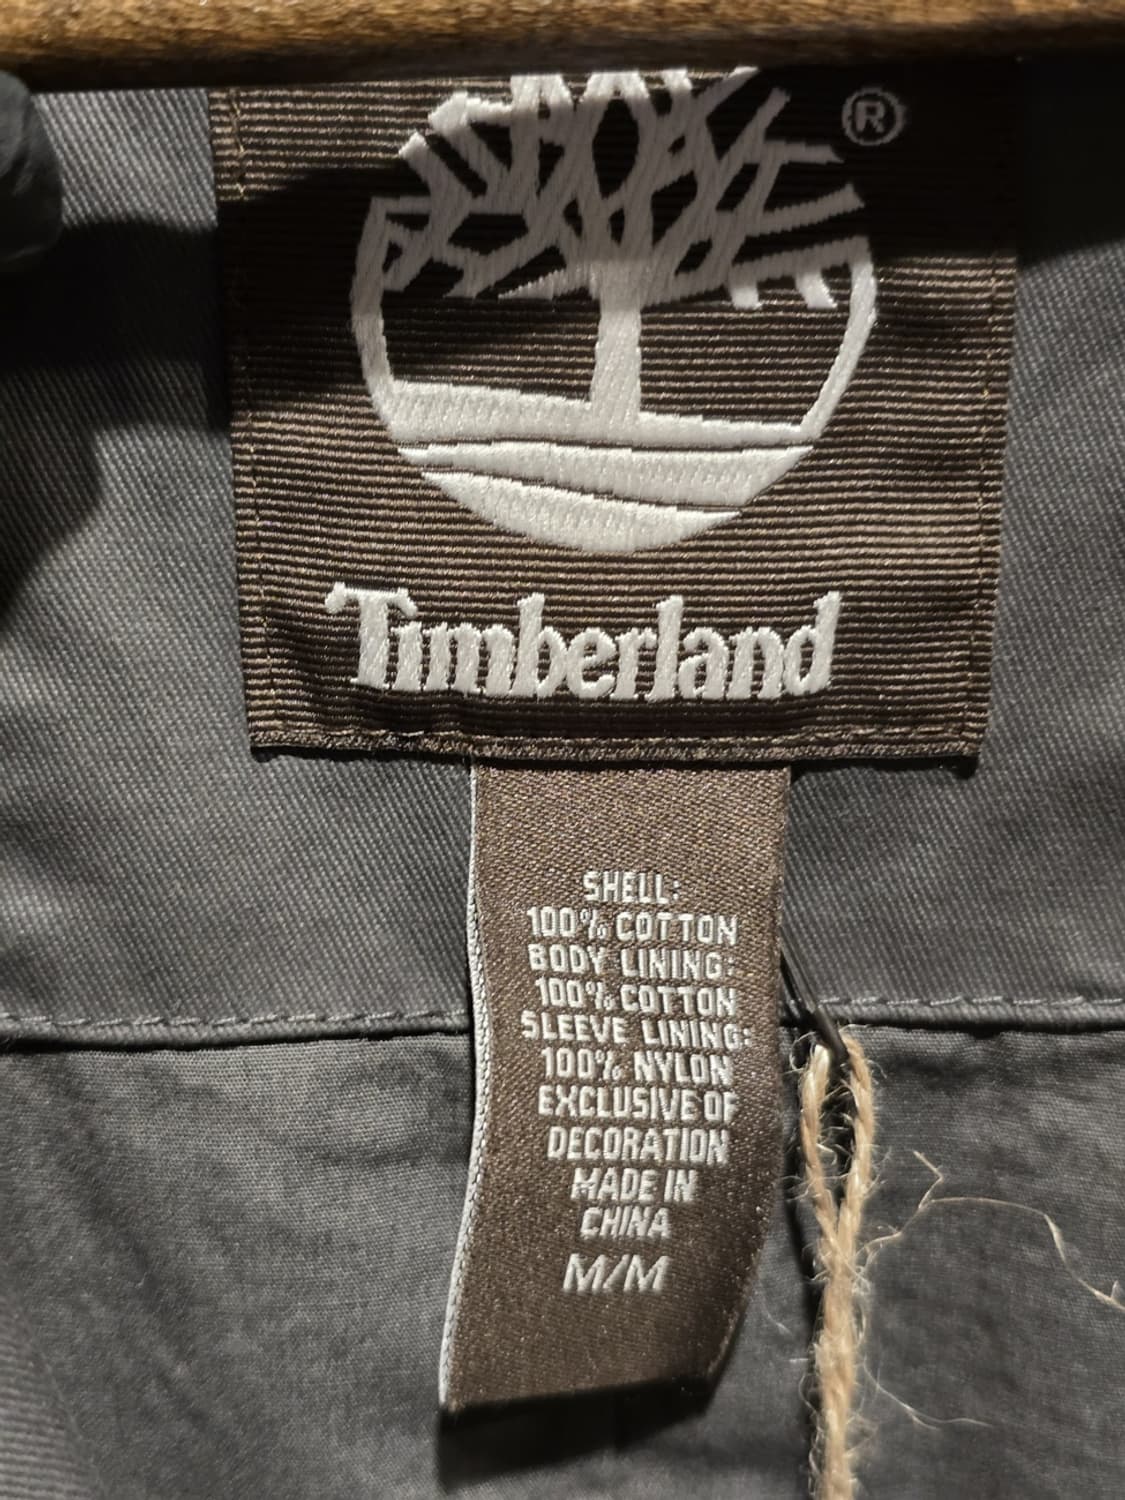 ®
Timberland
SHELL:
100% COTTON
BODY LINING:
100% COTTON
SLEEVE LINING:
100% NYLON
EXCLUSIVE OF
DECORATION
MADE IN
CHINA
M/M